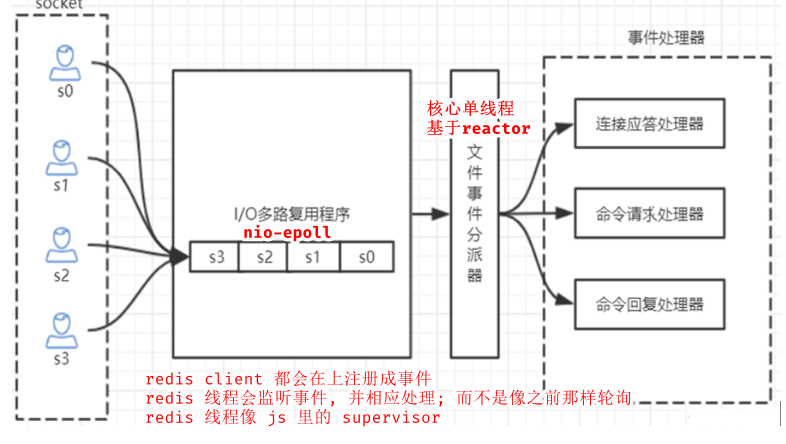 socket
s0
s1
s2
s3
I/O多路复用程序
nio-epoll
s3 s2 s1 s0
核心单线程
基于reactor
文件事件分派器
事件处理器
连接应答处理器
命令请求处理器
命令回复处理器
redis client 都会在上注册成事件
redis 线程会监听事件, 并相应处理; 而不是像之前那样轮询
redis 线程像 js 里的 supervisor